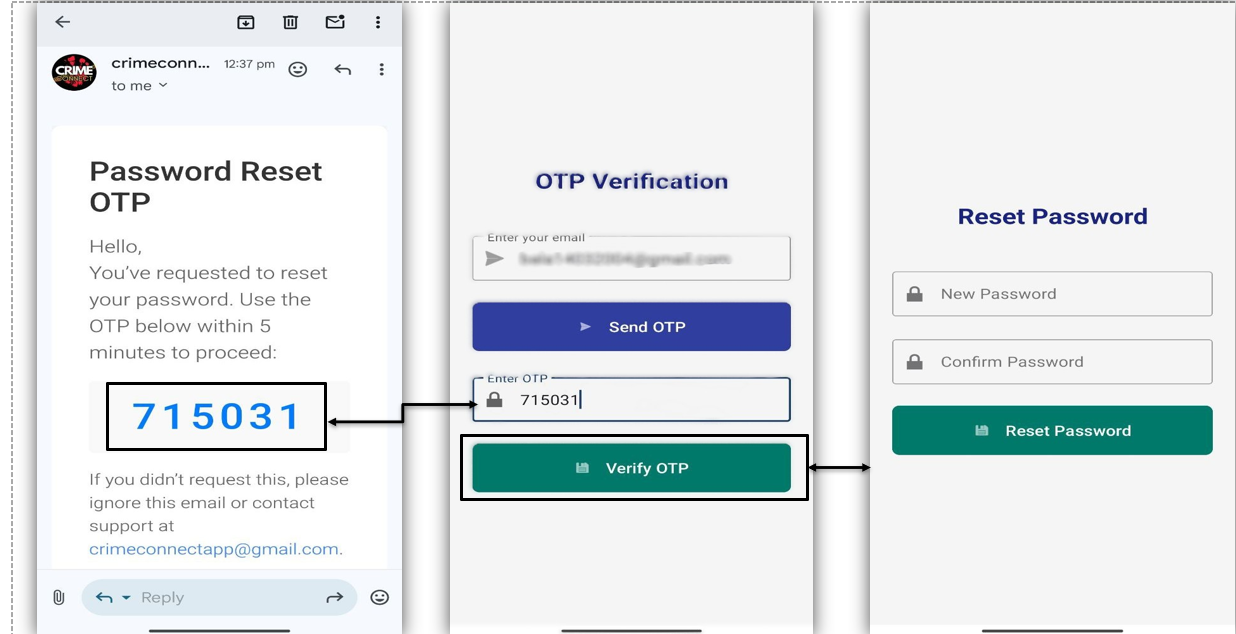 CRIME
CONNECT
crimeconn...
12:37 pm
to me
Password Reset
OTP
Hello,
You've requested to reset
your password. Use the
OTP below within 5
minutes to proceed:
715031
If you didn't request this, please
ignore this email or contact
support at
crimeconnectapp@gmail.com.
Reply
OTP Verification
Enter your email
Send OTP
Enter OTP
715031
Verify OTP
Reset Password
New Password
Confirm Password
Reset Password